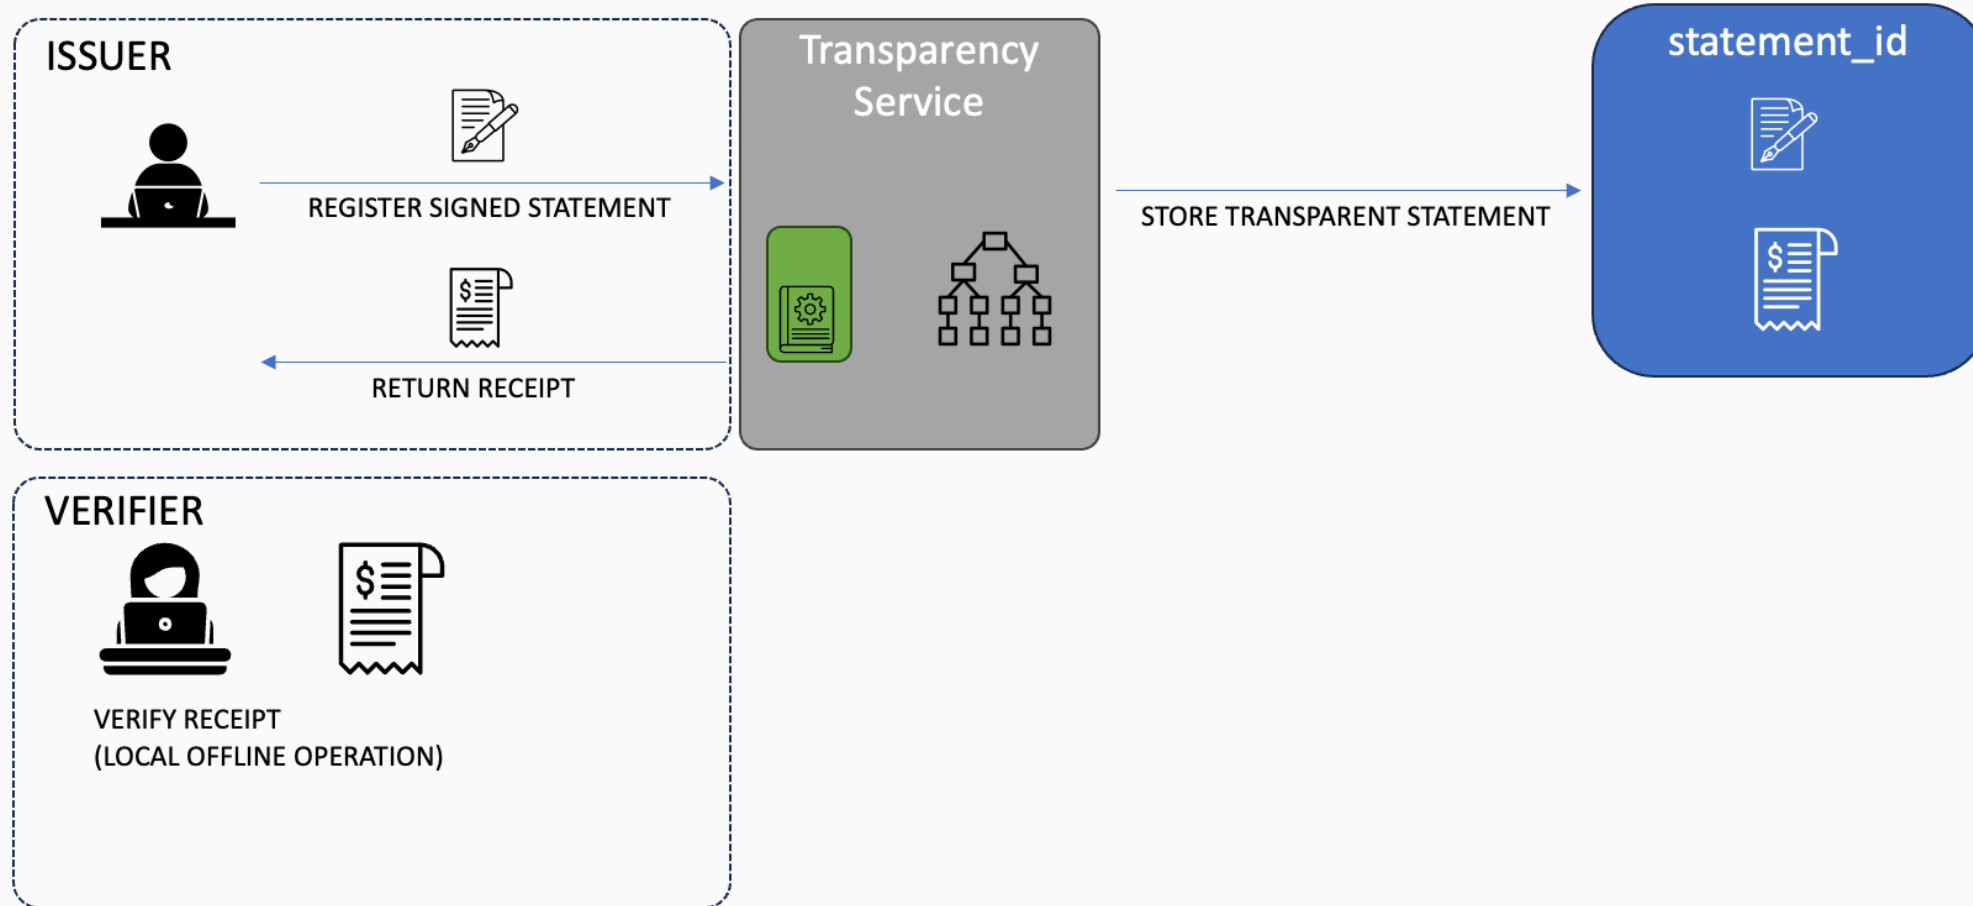 ISSUER
REGISTER SIGNED STATEMENT
$
RETURN RECEIPT
Transparency
Service
STORE TRANSPARENT STATEMENT
statement_id
$
VERIFIER
$
VERIFY RECEIPT
(LOCAL OFFLINE OPERATION)